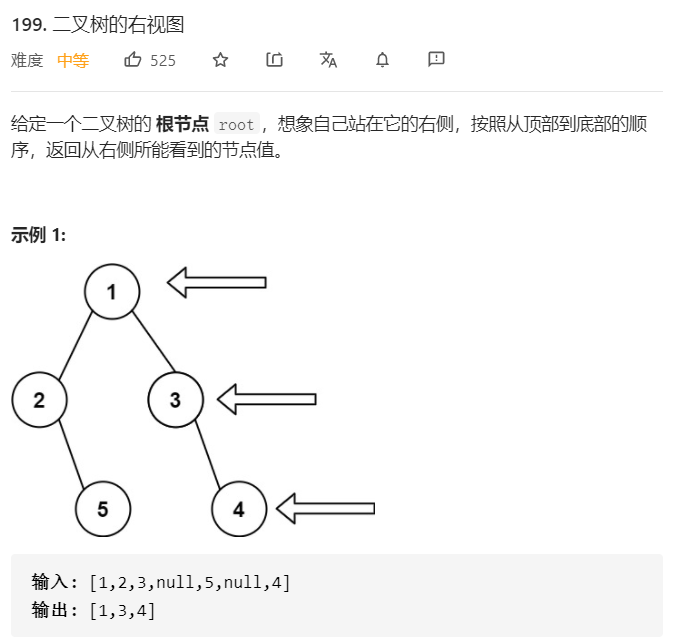 199. 二叉树的右视图
难度 中等 525
给定一个二叉树的 根节点 root ，想象自己站在它的右侧，按照从顶部到底部的顺
序，返回从右侧所能看到的节点值。
示例 1:
1
2 3
5 4
输入: [1,2,3,null,5,null,4]
输出: [1,3,4]